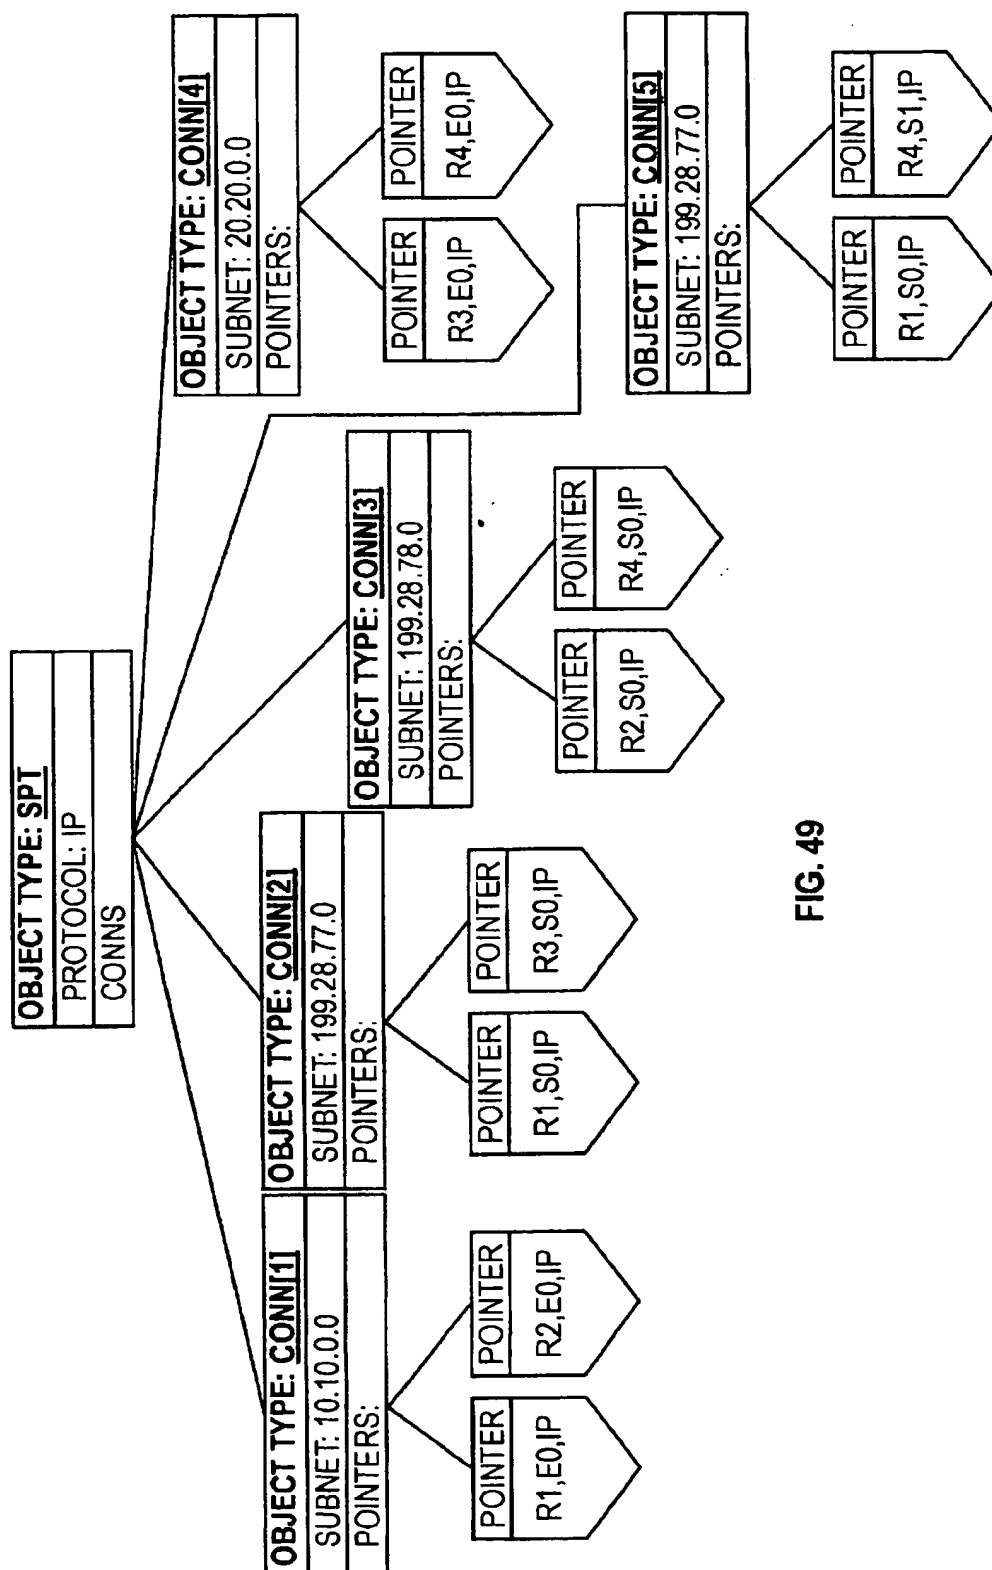 OBJECT TYPE: SPT
PROTOCOL: IP
CONNS
OBJECT TYPE: CONN[1]
SUBNET: 10.10.0.0
POINTERS:
POINTER
R1,E0,IP
POINTER
R2,E0,IP
OBJECT TYPE: CONN[2]
SUBNET: 199.28.77.0
POINTERS:
POINTER
R1,S0,IP
POINTER
R3,S0,IP
OBJECT TYPE: CONN[3]
SUBNET: 199.28.78.0
POINTERS:
POINTER
R2,S0,IP
POINTER
R4,S0,IP
OBJECT TYPE: CONN[4]
SUBNET: 20.20.0.0
POINTERS:
POINTER
R3,E0,IP
POINTER
R4,E0,IP
OBJECT TYPE: CONN[5]
SUBNET: 199.28.77.0
POINTERS:
POINTER
R1,S0,IP
POINTER
R4,S1,IP
FIG. 49